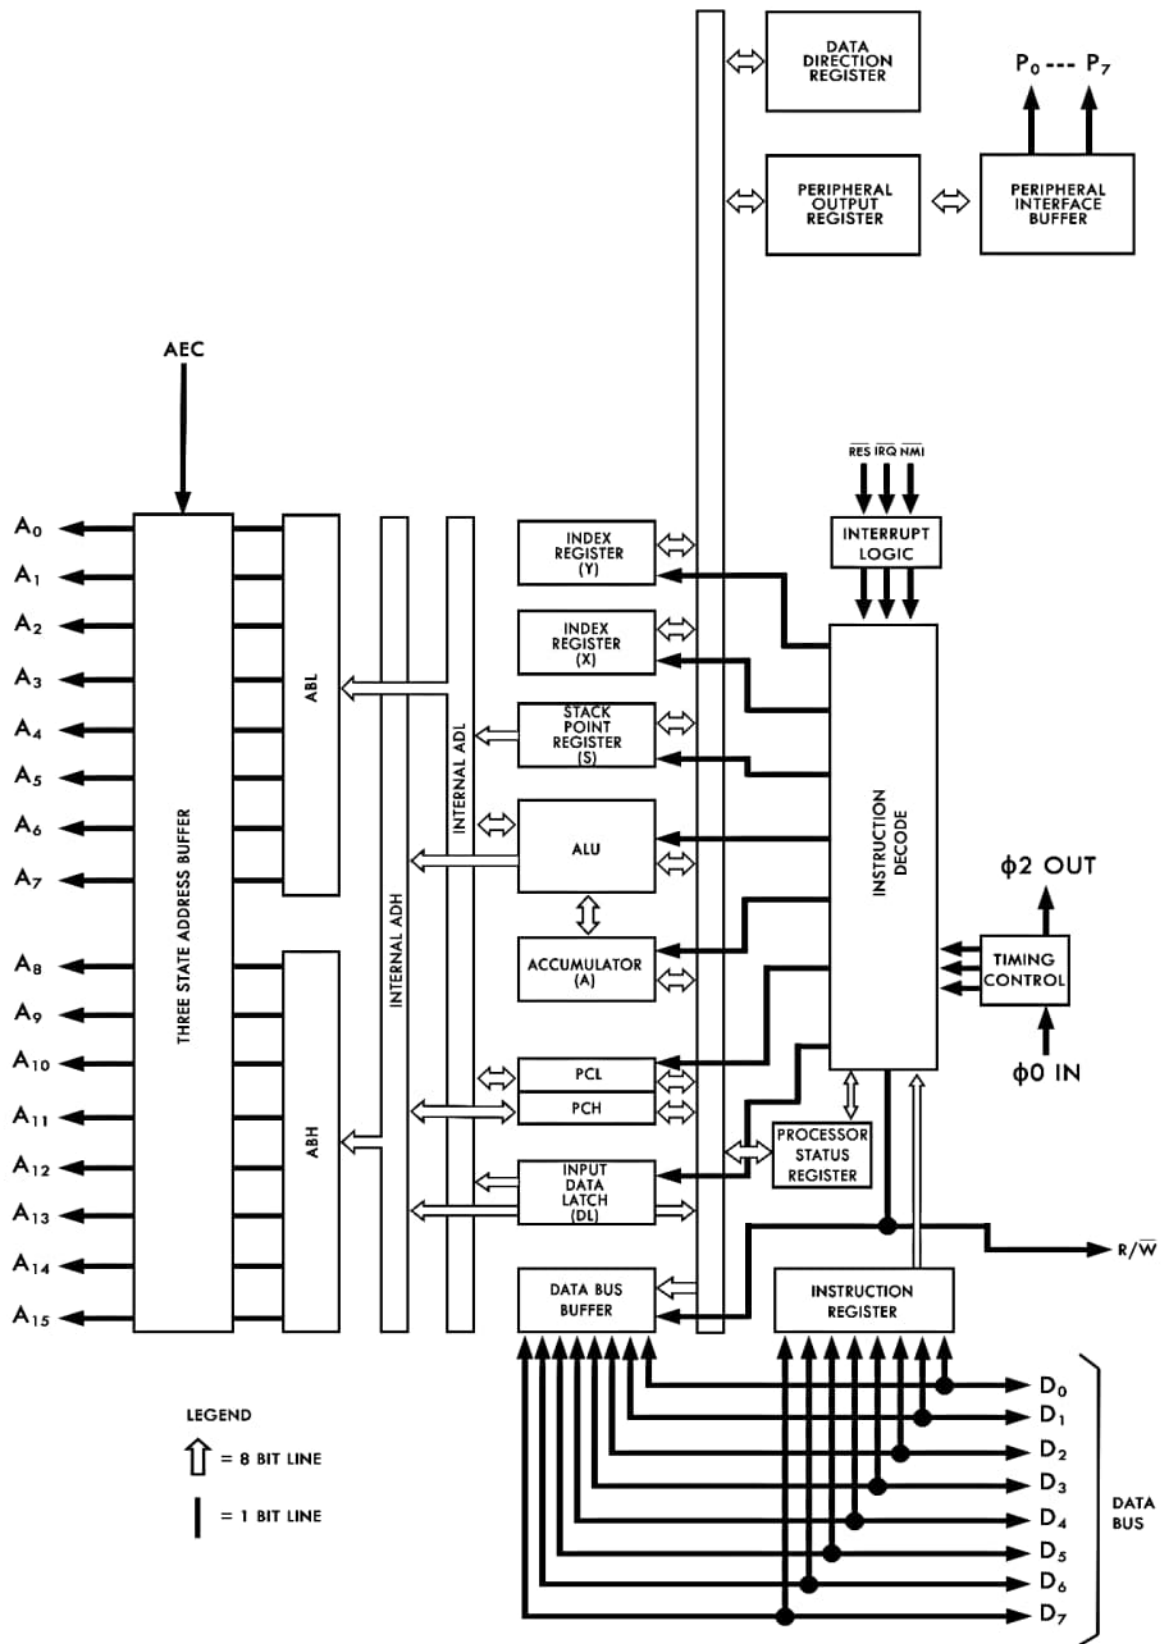 DATA
DIRECTION
REGISTER
P₀ --- P₇
PERIPHERAL
OUTPUT
REGISTER
PERIPHERAL
INTERFACE
BUFFER
AEC
R̅E̅S̅ I̅R̅Q̅ N̅M̅I̅
INTERRUPT
LOGIC
A₀
A₁
A₂
A₃
A₄
A₅
A₆
A₇
A₈
A₉
A₁₀
A₁₁
A₁₂
A₁₃
A₁₄
A₁₅
THREE STATE ADDRESS BUFFER
ABL
ABH
INTERNAL ADH
INTERNAL ADL
INDEX
REGISTER
(Y)
INDEX
REGISTER
(X)
STACK
POINT
REGISTER
(S)
ALU
ACCUMULATOR
(A)
PCL
PCH
INPUT
DATA
LATCH
(DL)
DATA BUS
BUFFER
INSTRUCTION
DECODE
ϕ2 OUT
TIMING
CONTROL
ϕ0 IN
PROCESSOR
STATUS
REGISTER
R/W̅
INSTRUCTION
REGISTER
D₀
D₁
D₂
D₃
D₄
D₅
D₆
D₇
DATA
BUS
LEGEND
= 8 BIT LINE
= 1 BIT LINE